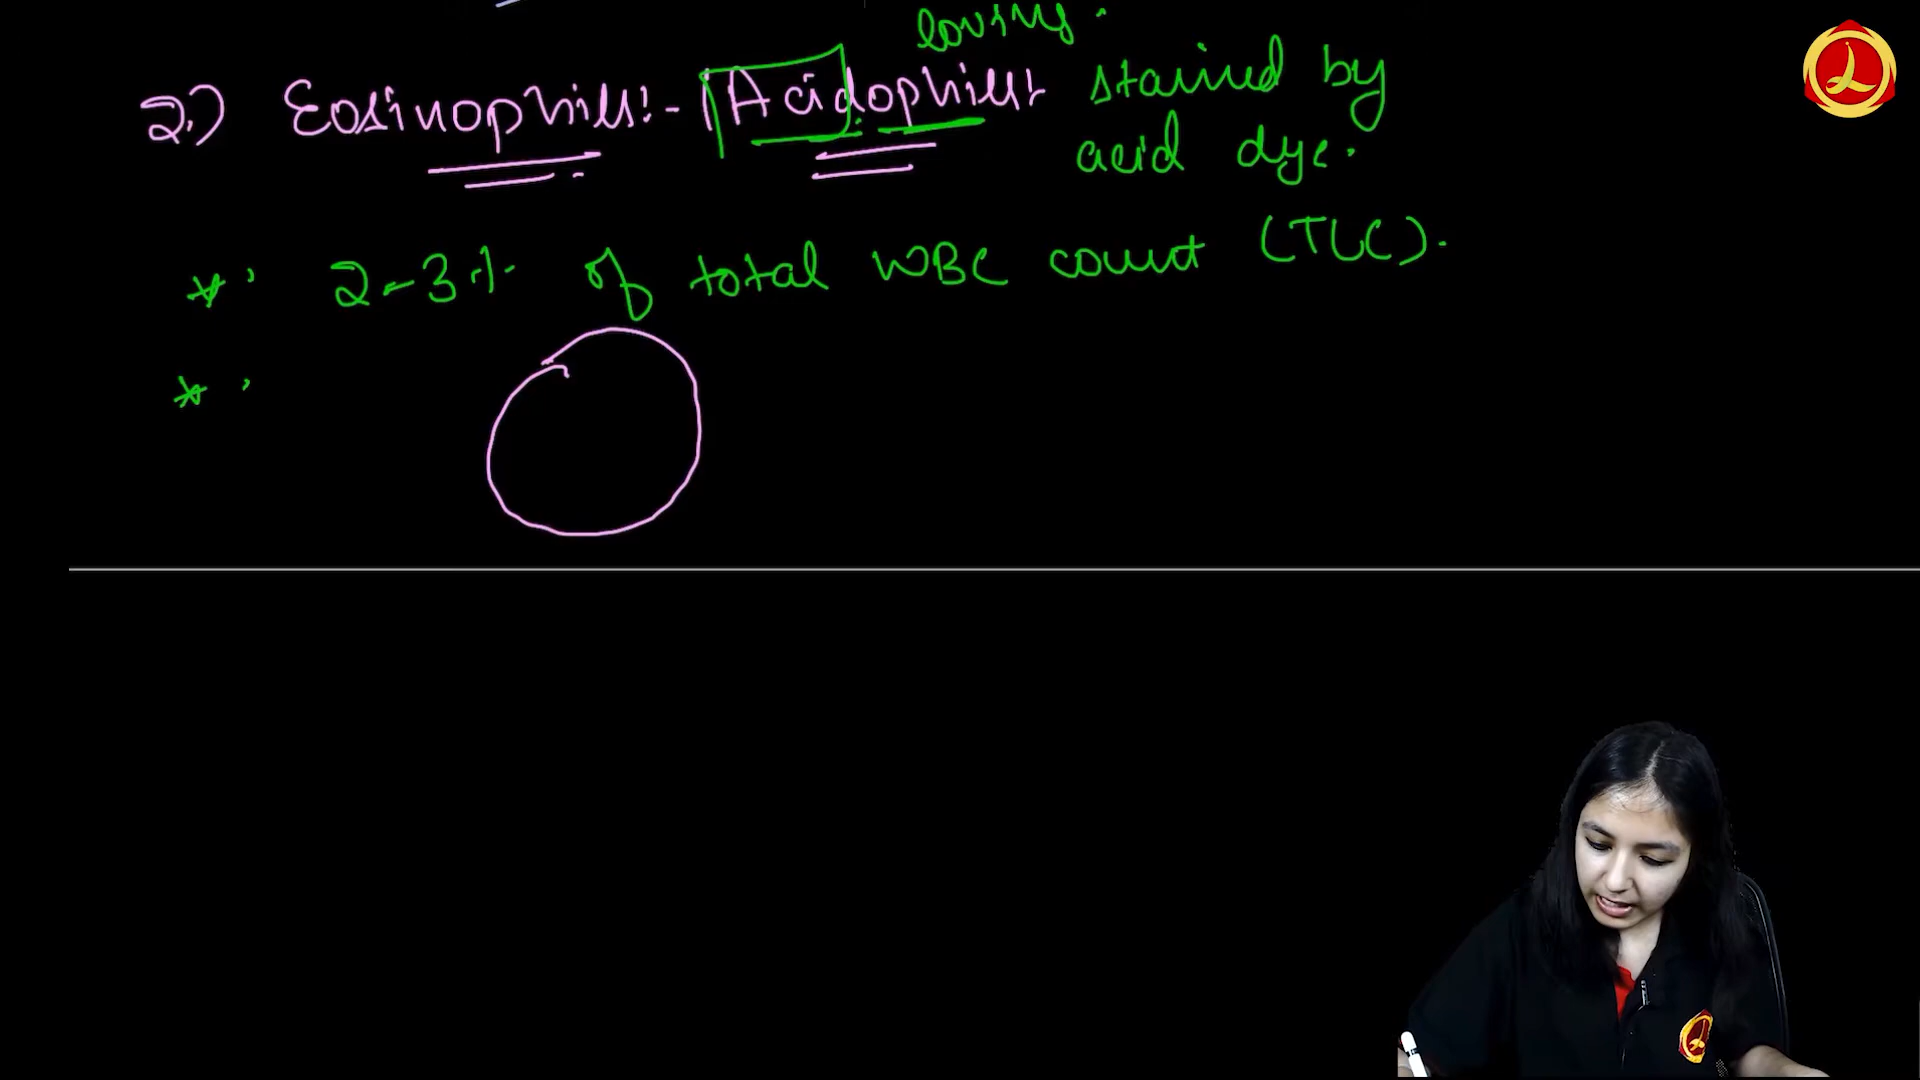 loving.
2.) Eosinophils:- Acidophils: stained by
acid dye.
* 2-3% of total WBC count (TLC).
*